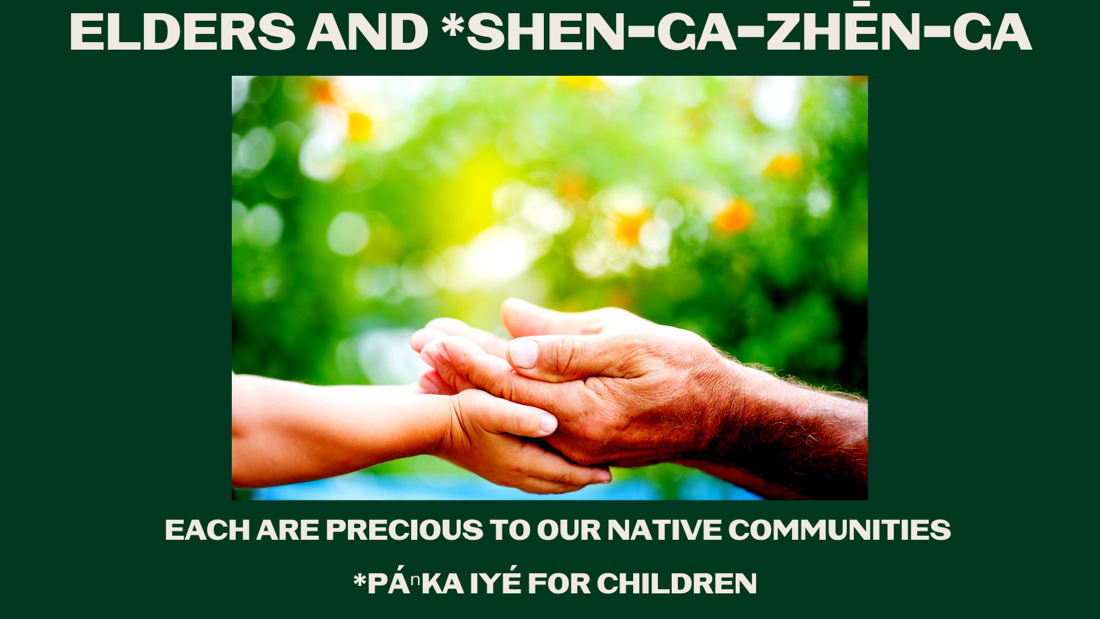 ELDERS AND *SHEN-GA-ZHĒN-GA
EACH ARE PRECIOUS TO OUR NATIVE COMMUNITIES
*PÁⁿKA IYÉ FOR CHILDREN